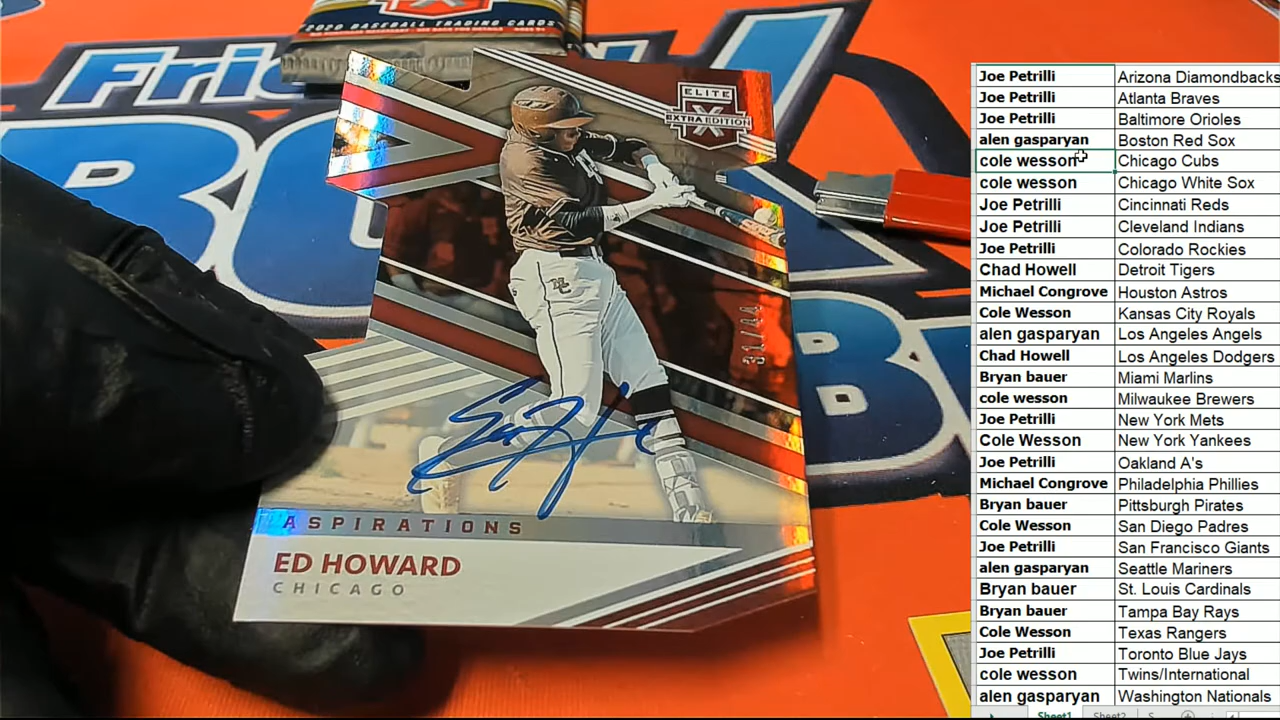 2020 BASEBALL TRADING CARDS
ELITE
EXTRA EDITION
X
31/44
ASPIRATIONS
ED HOWARD
CHICAGO
Joe Petrilli Arizona Diamondbacks
Joe Petrilli Atlanta Braves
Joe Petrilli Baltimore Orioles
alen gasparyan Boston Red Sox
cole wesson Chicago Cubs
cole wesson Chicago White Sox
Joe Petrilli Cincinnati Reds
Joe Petrilli Cleveland Indians
Joe Petrilli Colorado Rockies
Chad Howell Detroit Tigers
Michael Congrove Houston Astros
Cole Wesson Kansas City Royals
alen gasparyan Los Angeles Angels
Chad Howell Los Angeles Dodgers
Bryan bauer Miami Marlins
cole wesson Milwaukee Brewers
Joe Petrilli New York Mets
Cole Wesson New York Yankees
Joe Petrilli Oakland A's
Michael Congrove Philadelphia Phillies
Bryan bauer Pittsburgh Pirates
Cole Wesson San Diego Padres
Joe Petrilli San Francisco Giants
alen gasparyan Seattle Mariners
Bryan bauer St. Louis Cardinals
Bryan bauer Tampa Bay Rays
Cole Wesson Texas Rangers
Joe Petrilli Toronto Blue Jays
cole wesson Twins/International
alen gasparyan Washington Nationals
Sheet1 Sheet2